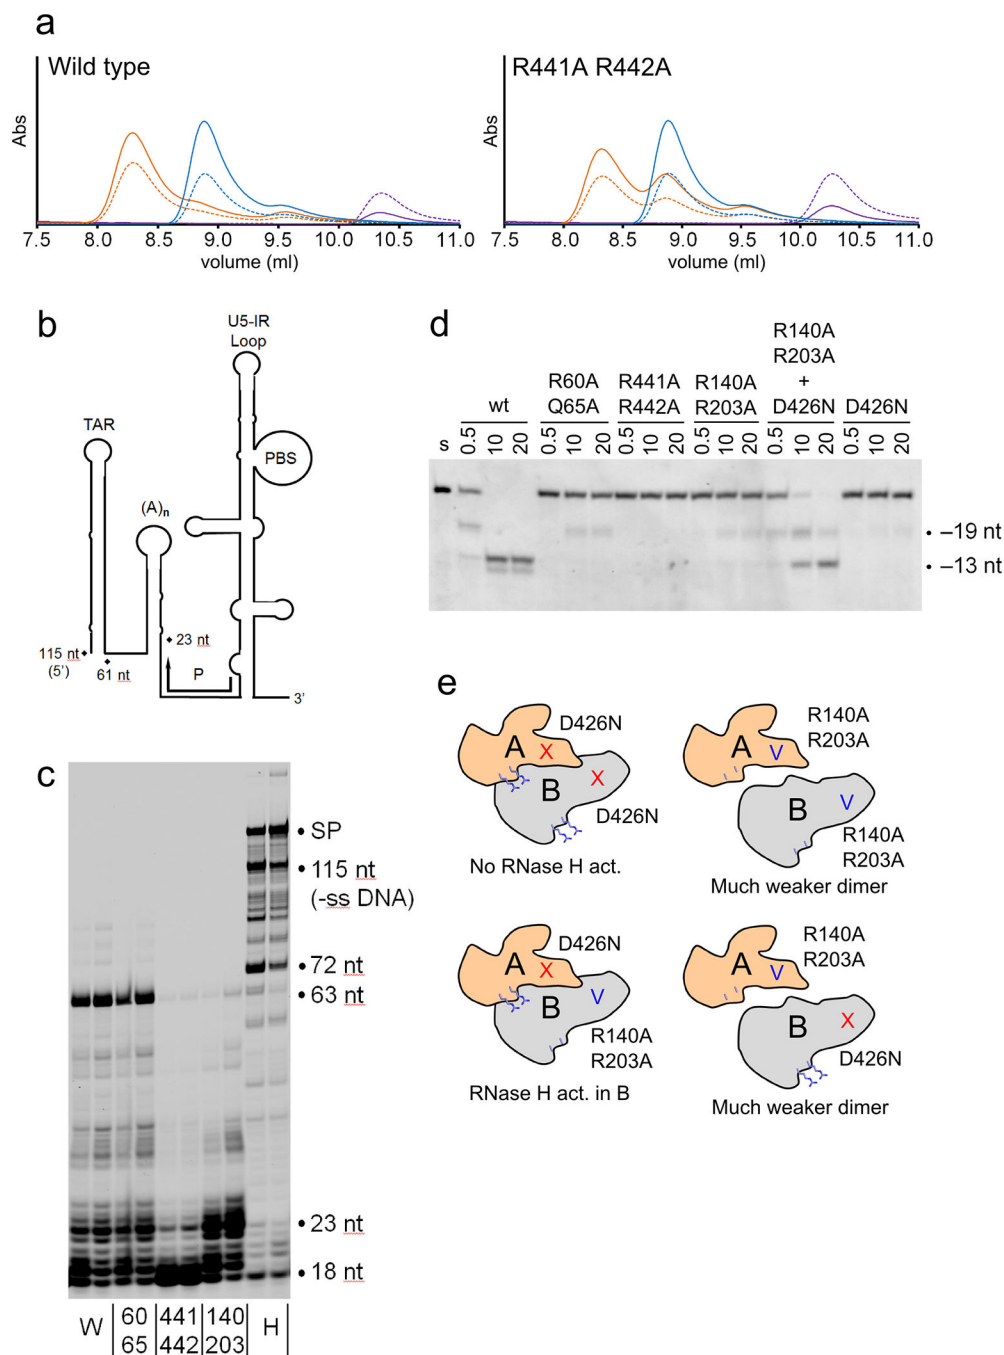 a
Wild type
Abs
7.5 8.0 8.5 9.0 9.5 10.0 10.5 11.0
volume (ml)
R441A R442A
Abs
7.5 8.0 8.5 9.0 9.5 10.0 10.5 11.0
volume (ml)
b
U5-IR
Loop
TAR
PBS
(A)n
115 nt
(5')
61 nt
23 nt
P
3'
c
SP
115 nt
(-ss DNA)
72 nt
63 nt
23 nt
18 nt
W
60
65
441
442
140
203
H
d
s
wt
R60A
Q65A
R441A
R442A
R140A
R203A
R140A
R203A
+
D426N
D426N
0.5 10 20 0.5 10 20 0.5 10 20 0.5 10 20 0.5 10 20 0.5 10 20
–19 nt
–13 nt
e
A
X
D426N
B
X
D426N
No RNase H act.
R140A
R203A
A
V
B
V
R140A
R203A
Much weaker dimer
D426N
A
X
B
V
R140A
R203A
RNase H act. in B
R140A
R203A
A
V
B
X
D426N
Much weaker dimer